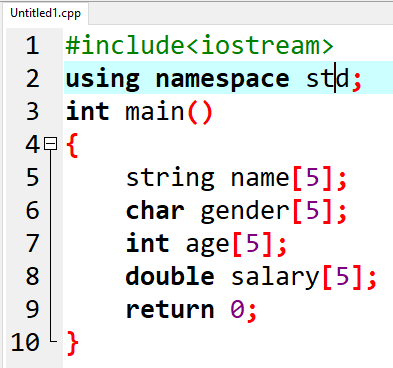 Untitled1.cpp
1 #include<iostream>
2 using namespace std;
3 int main()
4 {
5 string name[5];
6 char gender[5];
7 int age[5];
8 double salary[5];
9 return 0;
10 }